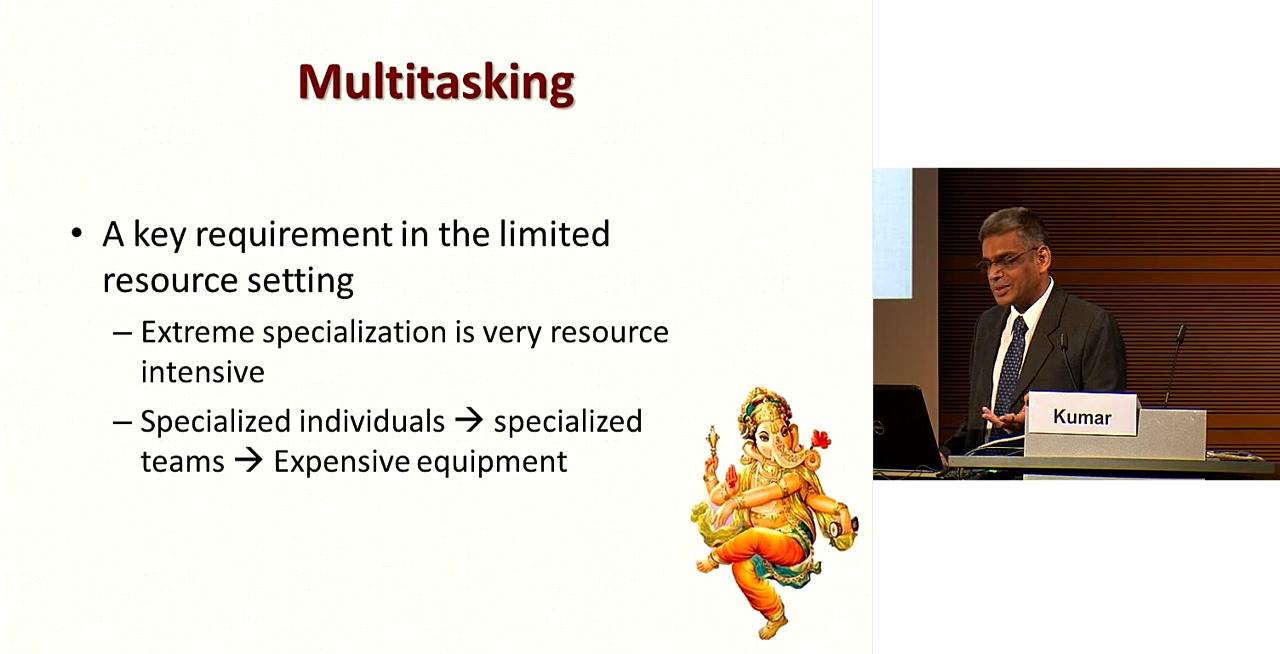 Multitasking
• A key requirement in the limited
resource setting
– Extreme specialization is very resource
intensive
– Specialized individuals → specialized
teams → Expensive equipment
Kumar